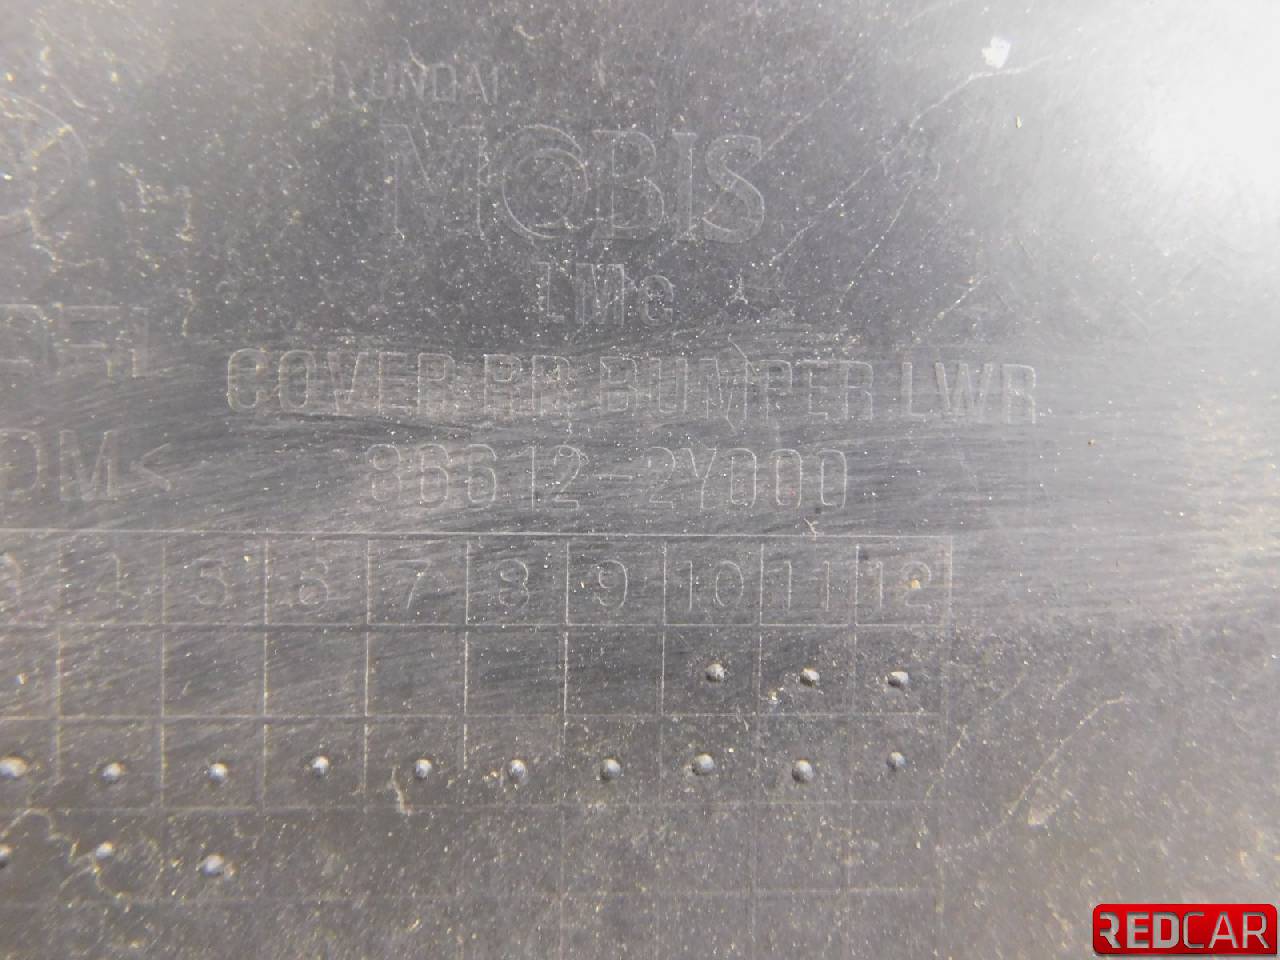 HYUNDAI
MOBIS
LMc
COVER RR BUMPER LWR
86612-2Y000
3 4 5 6 7 8 9 10 11 12
REDCAR